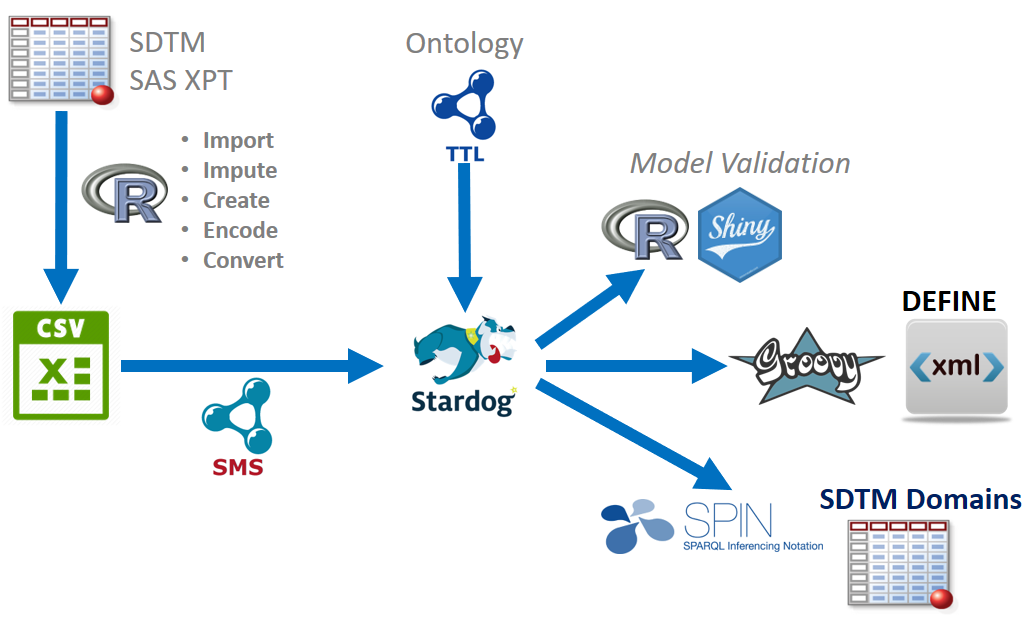 SDTM
SAS XPT
Ontology
TTL
R
• Import
• Impute
• Create
• Encode
• Convert
Model Validation
R
Shiny
CSV
X
SMS
Stardog
Groovy
DEFINE
<xml>
SPIN
SPARQL Inferencing Notation
SDTM Domains